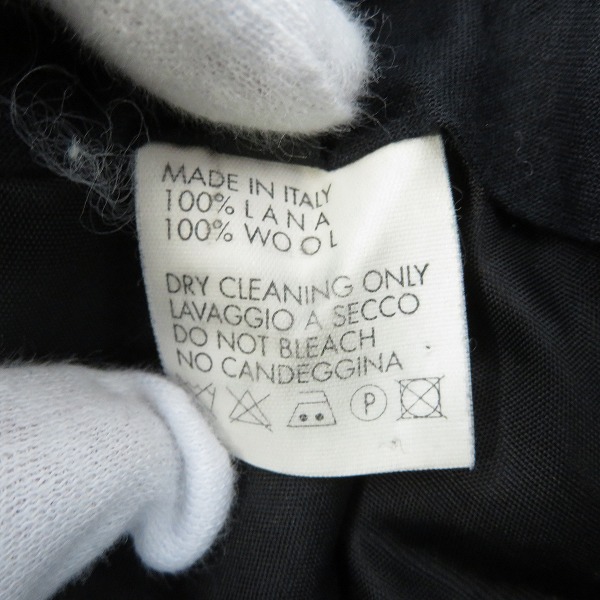 MADE IN ITALY
100% LANA
100% WOOL
DRY CLEANING ONLY
LAVAGGIO A SECCO
DO NOT BLEACH
NO CANDEGGINA
P